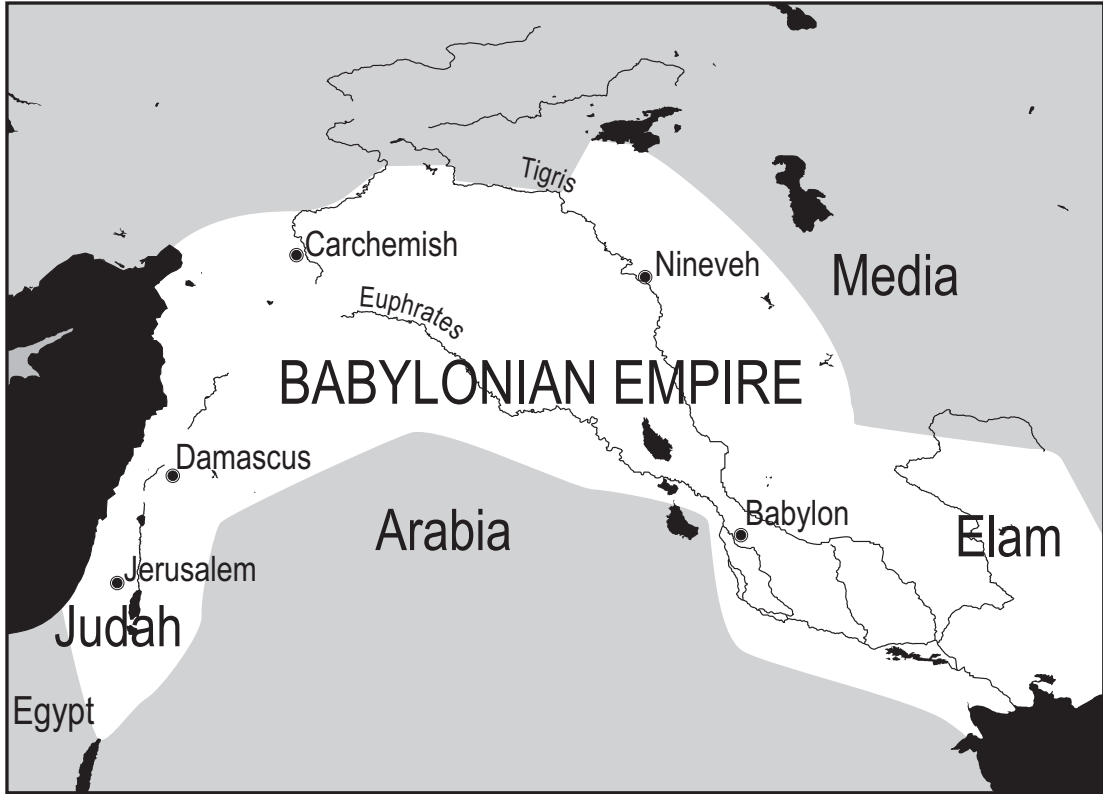 Tigris
Carchemish
Nineveh
Media
Euphrates
BABYLONIAN EMPIRE
Damascus
Babylon
Arabia
Elam
Jerusalem
Judah
Egypt